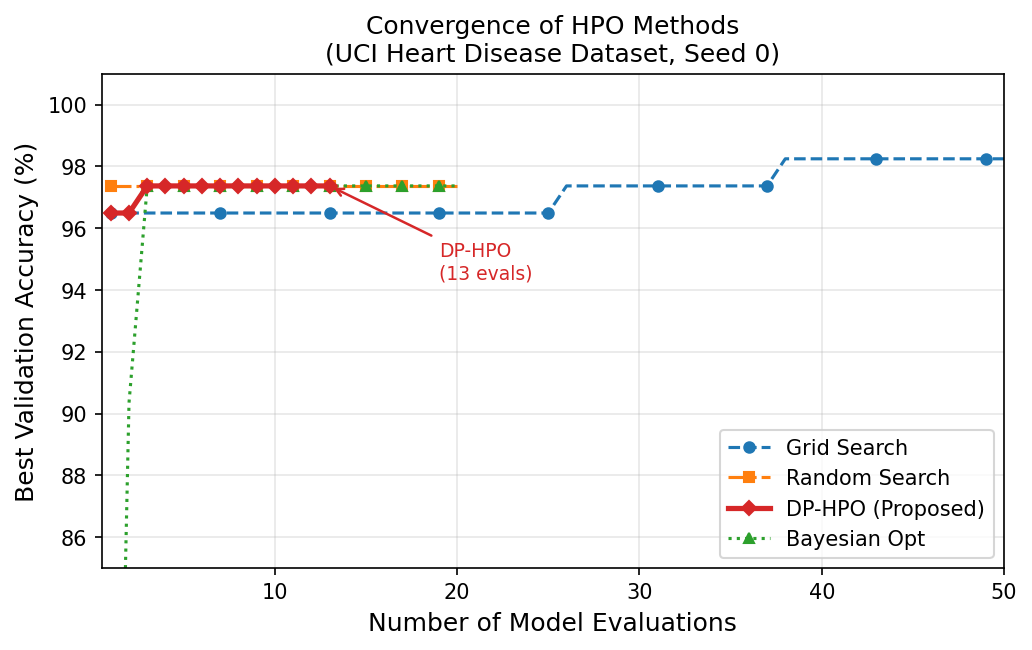 Convergence of HPO Methods
(UCI Heart Disease Dataset, Seed 0)
Best Validation Accuracy (%)
100
98
96
94
92
90
88
86
DP-HPO
(13 evals)
Grid Search
Random Search
DP-HPO (Proposed)
Bayesian Opt
10
20
30
40
50
Number of Model Evaluations